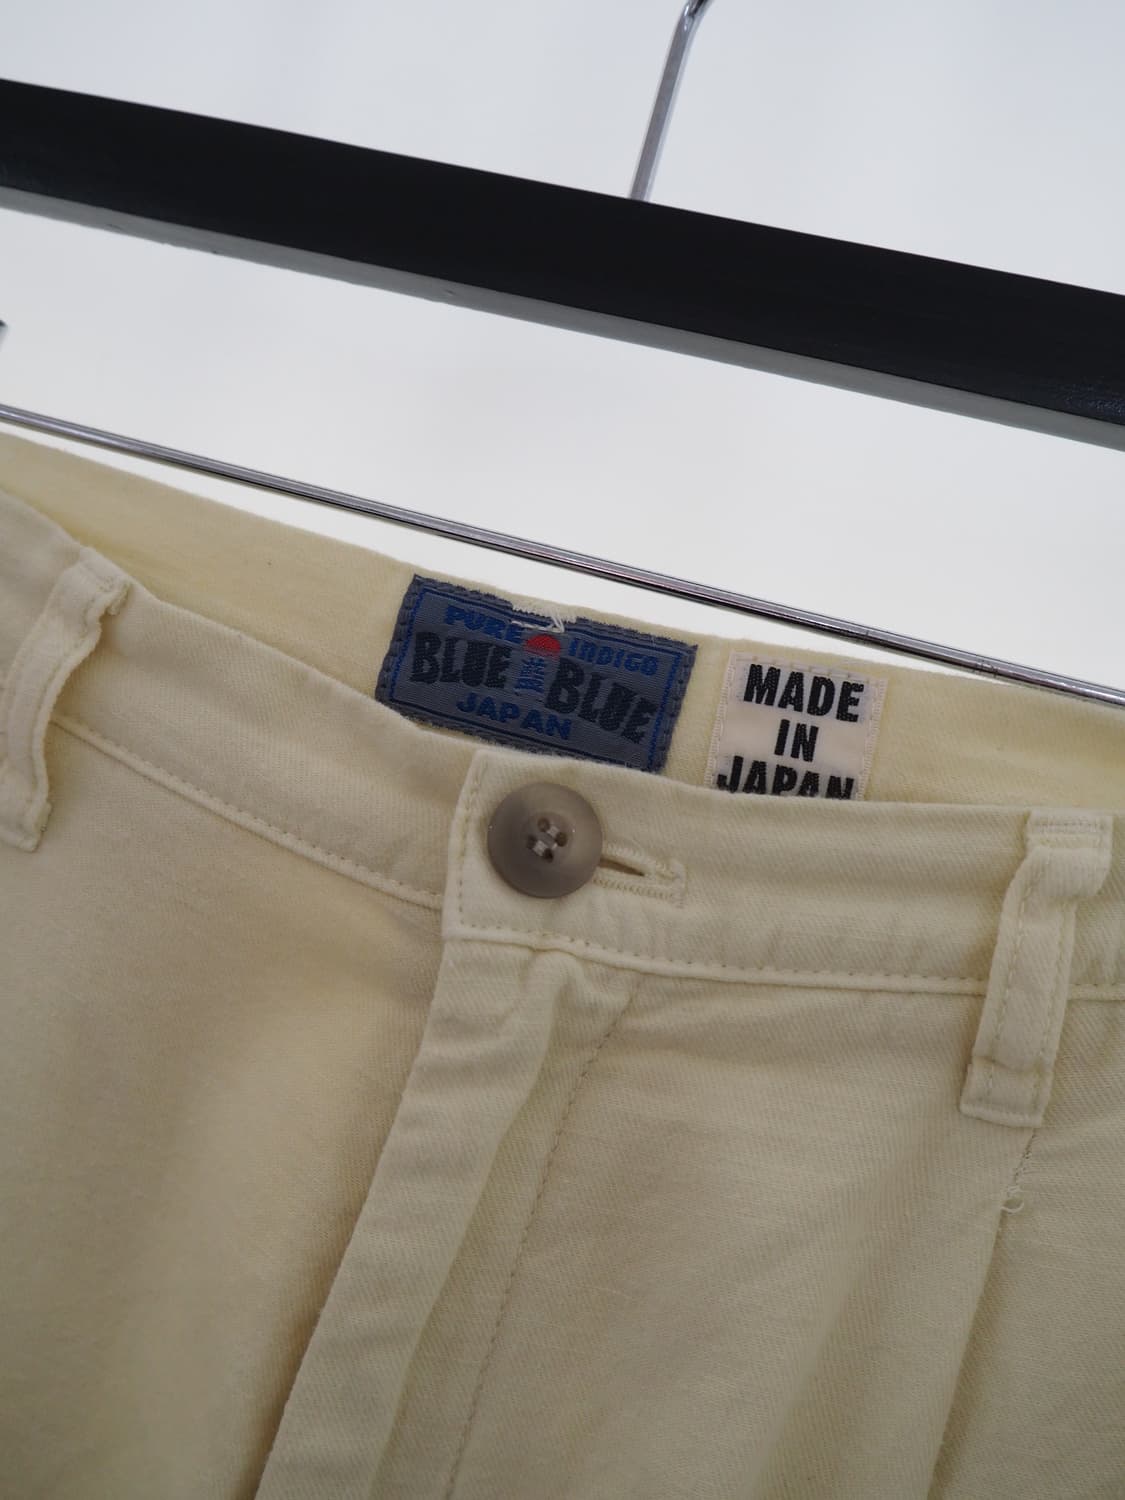 PURE INDIGO
BLUE BLUE
JAPAN
MADE
IN
JAPAN